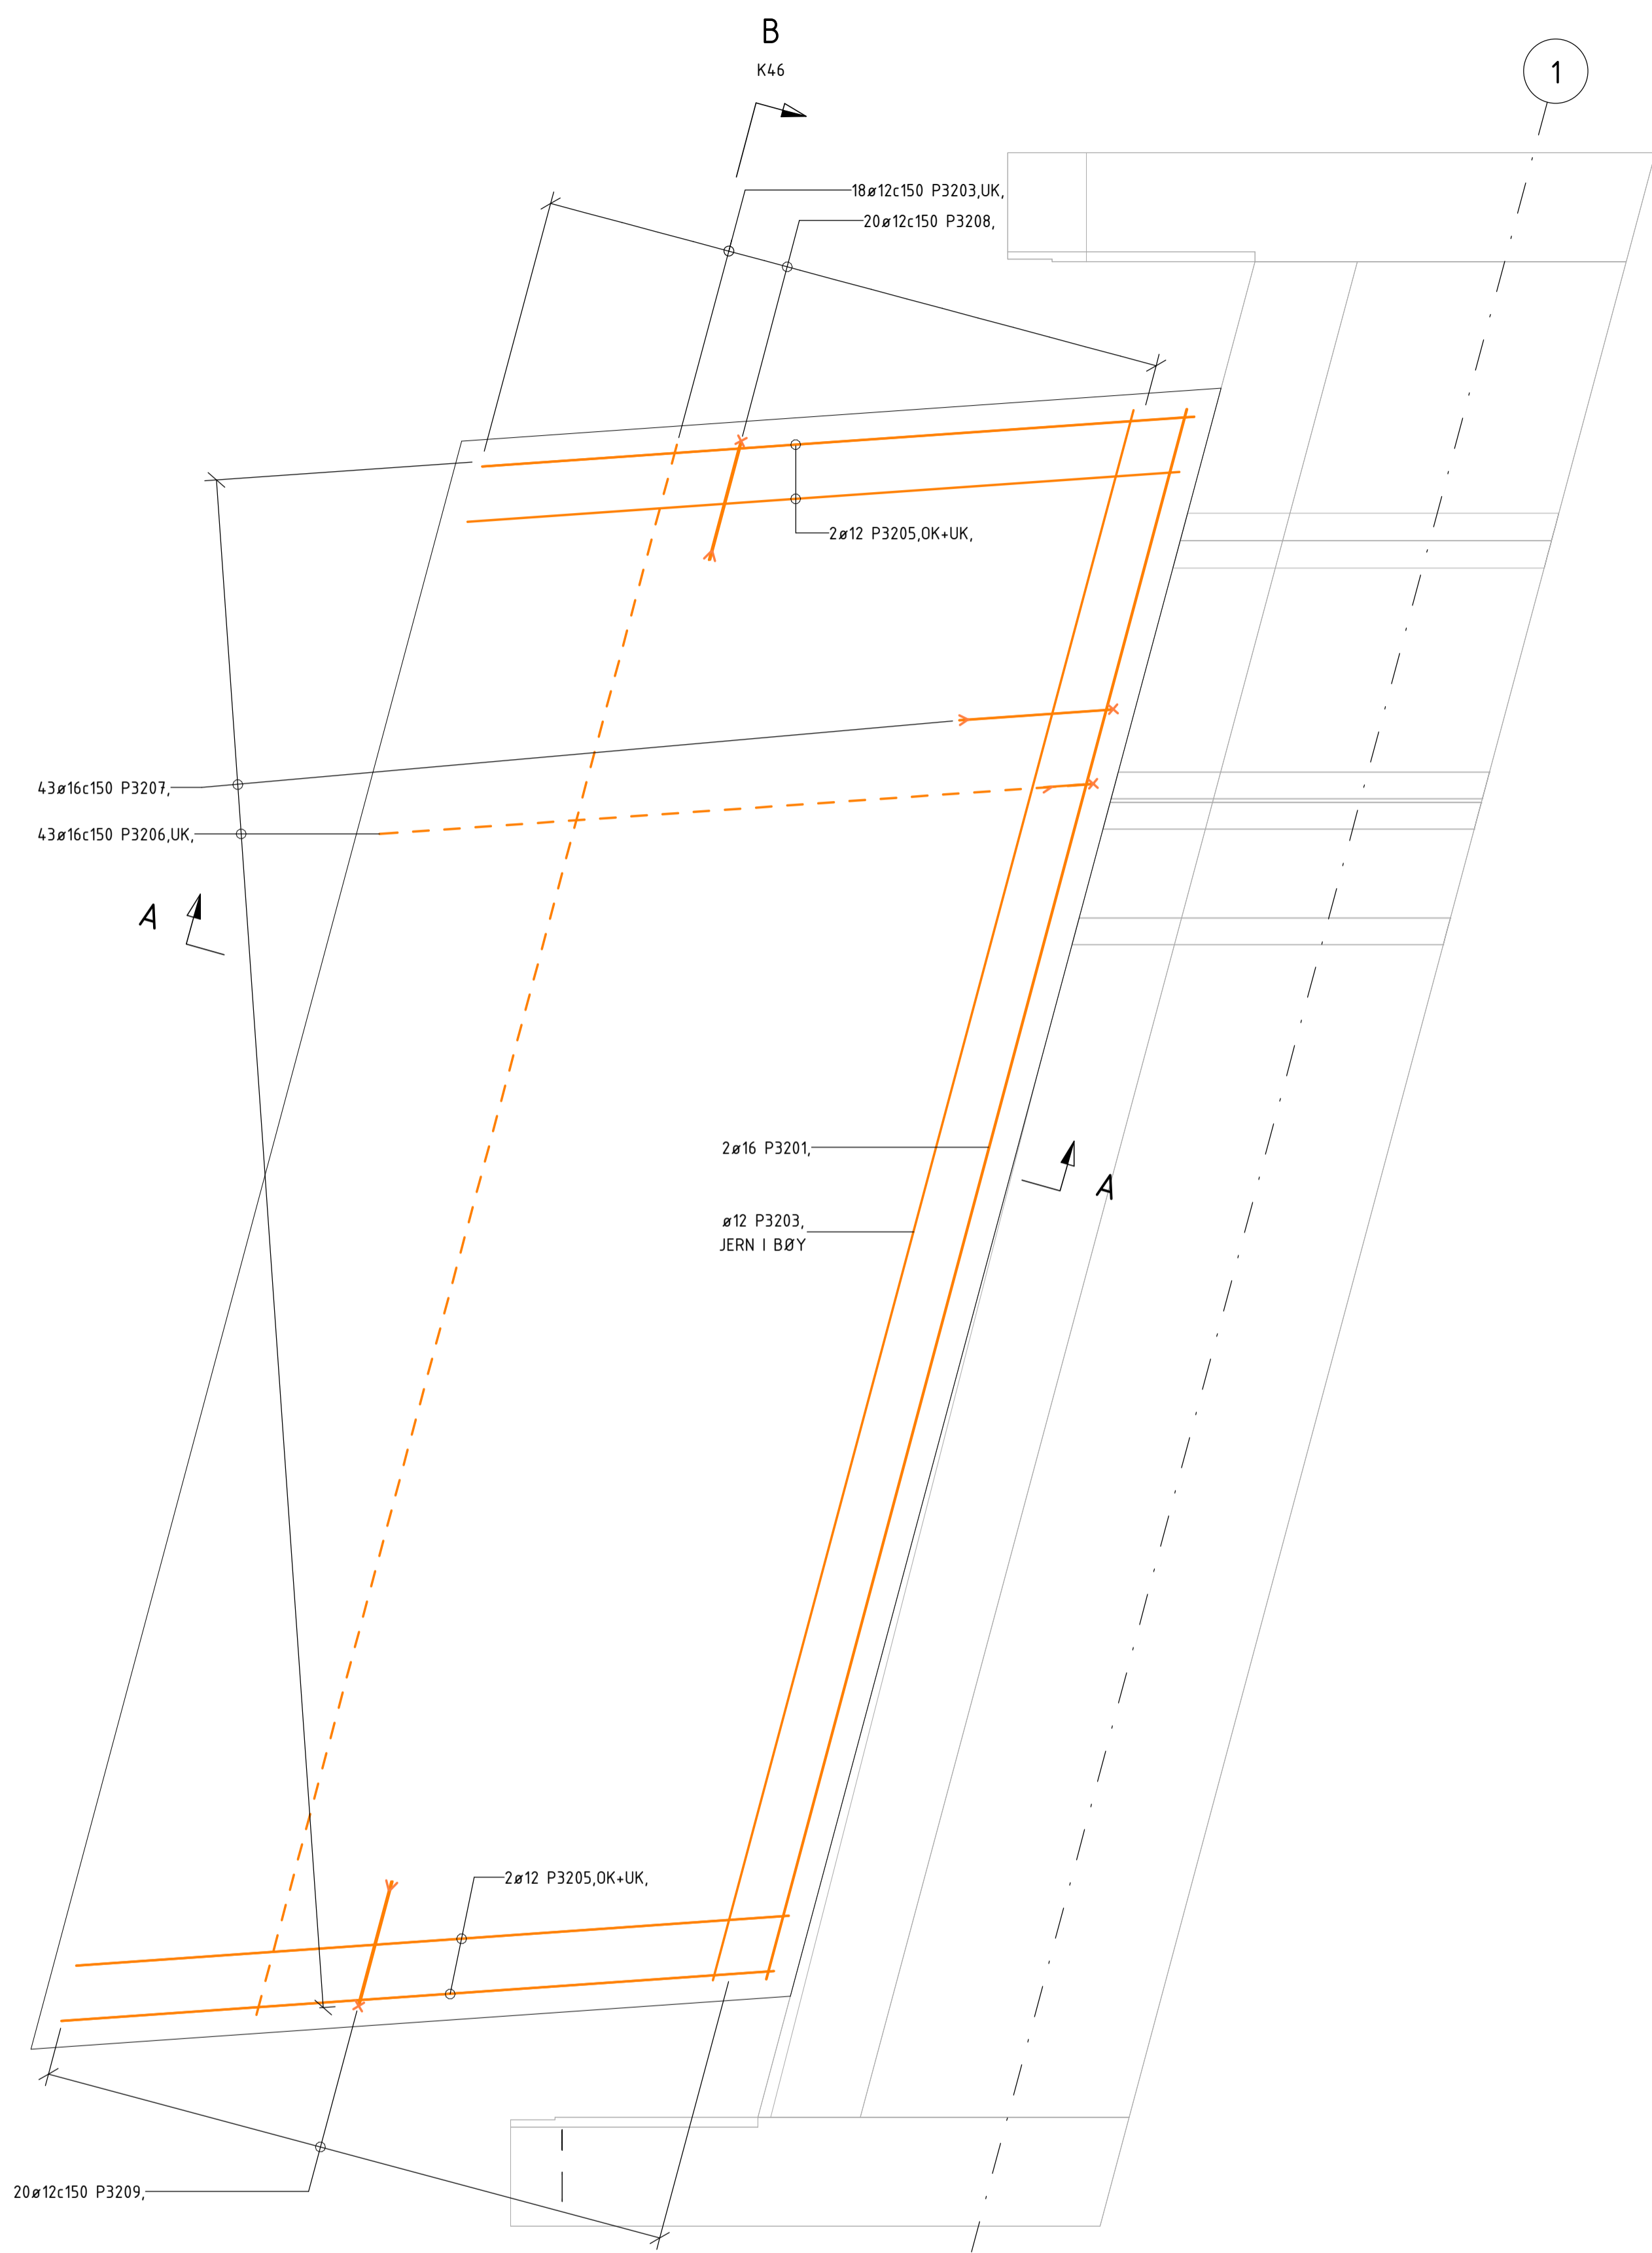 B
K46
1
18ø12c150 P3203,UK,
20ø12c150 P3208,
2ø12 P3205,OK+UK,
43ø16c150 P3207,
43ø16c150 P3206,UK,
A
2ø16 P3201,
A
ø12 P3203,
JERN I BØY
2ø12 P3205,OK+UK,
20ø12c150 P3209,